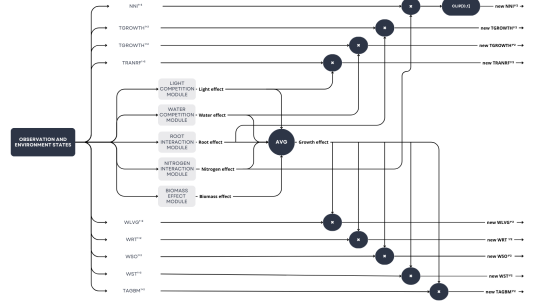 NNI
CLIP[0,1]
new NNI
TGROWTH
new TGROWTH
TGROWTH
new TGROWTH
TRANRF
new TRANRF
LIGHT
COMPETITION
MODULE
Light effect
WATER
COMPETITION
MODULE
Water effect
OBSERVATION AND
ENVIRONMENT STATES
ROOT
INTERACTION
MODULE
Root effect
AVG
Growth effect
NITROGEN
INTERACTION
MODULE
Nitrogen effect
BIOMASS
EFFECT
MODULE
Biomass effect
WLVG
new WLVG
WRT
new WRT
WSO
new WSO
WST
new WST
TAGBM
new TAGBM